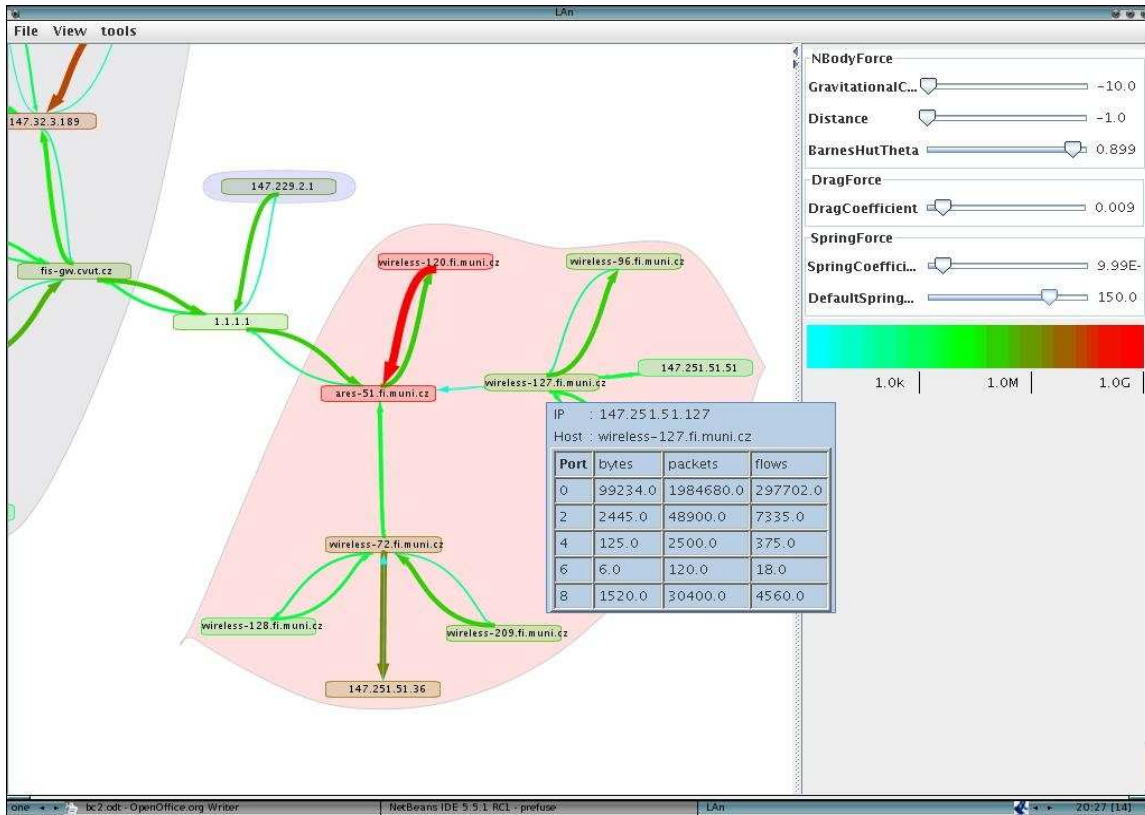 LAn
File View tools
147.32.3.189
147.229.2.1
fis-gw.cvut.cz
1.1.1.1
wireless-120.fi.muni.cz
wireless-96.fi.muni.cz
147.251.51.51
wireless-127.fi.muni.cz
ares-51.fi.muni.cz
IP : 147.251.51.127
Host : wireless-127.fi.muni.cz
Port bytes packets flows
0 99234.0 1984680.0 297702.0
2 2445.0 48900.0 7335.0
4 125.0 2500.0 375.0
6 6.0 120.0 18.0
8 1520.0 30400.0 4560.0
wireless-72.fi.muni.cz
wireless-128.fi.muni.cz
wireless-209.fi.muni.cz
147.251.51.36
NBodyForce
GravitationalC... -10.0
Distance -1.0
BarnesHutTheta 0.899
DragForce
DragCoefficient 0.009
SpringForce
SpringCoeffici... 9.99E-
DefaultSpring... 150.0
1.0k 1.0M 1.0G
one bc2.odt - OpenOffice.org Writer NetBeans IDE 5.5.1 RC1 - prefuse LAn 20:27 [14]